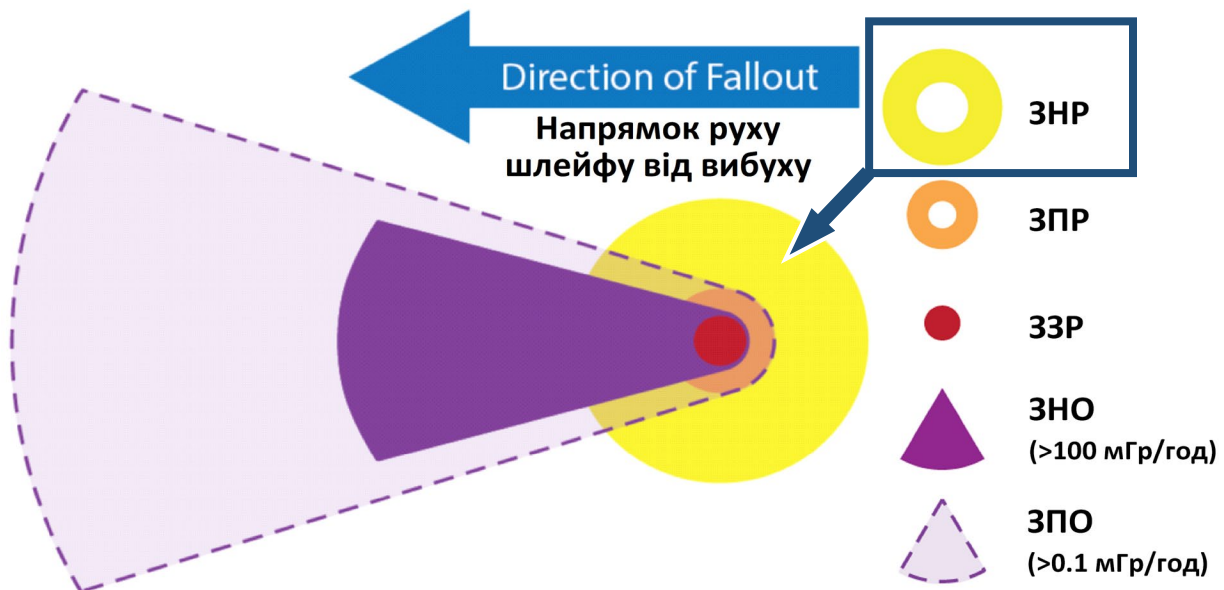 Direction of Fallout
Напрямок руху
шлейфу від вибуху
ЗНР
ЗПР
ЗЗР
ЗНО
(>100 мГр/год)
ЗПО
(>0.1 мГр/год)